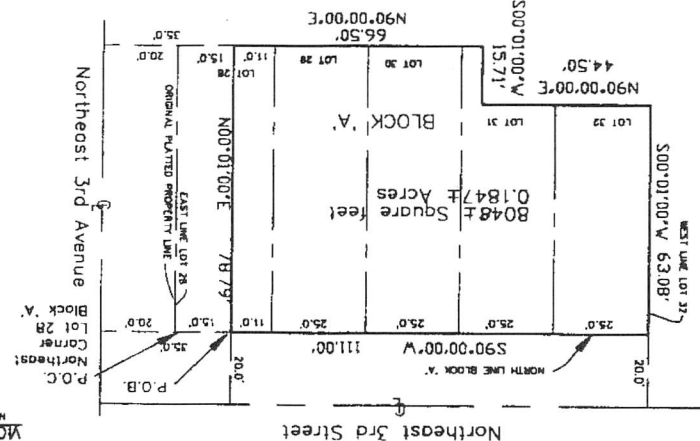 N90°00'00"E
66.50'
35.0'
20.0'
15.0'
11.0'
S00°01'00"W
15.71'
44.50'
N90°00'00"E
LOT 28
LOT 29
LOT 30
LOT 31
LOT 32
BLOCK 'A'
8048± Square feet
0.1847± Acres
Northeast 3rd Avenue
ORIGINAL PLATTED PROPERTY LINE
EAST LINE LOT 28
N00°01'00"E 78.79'
S00°01'00"W 63.08'
WEST LINE LOT 32
20.0'
15.0'
11.0'
25.0'
25.0'
25.0'
25.0'
35.0'
S90°00'00"W 111.00'
NORTH LINE BLOCK 'A'
20.0'
20.0'
P.O.B.
P.O.C.
Northeast
Corner
Lot 28
Block 'A'
Northeast 3rd Street